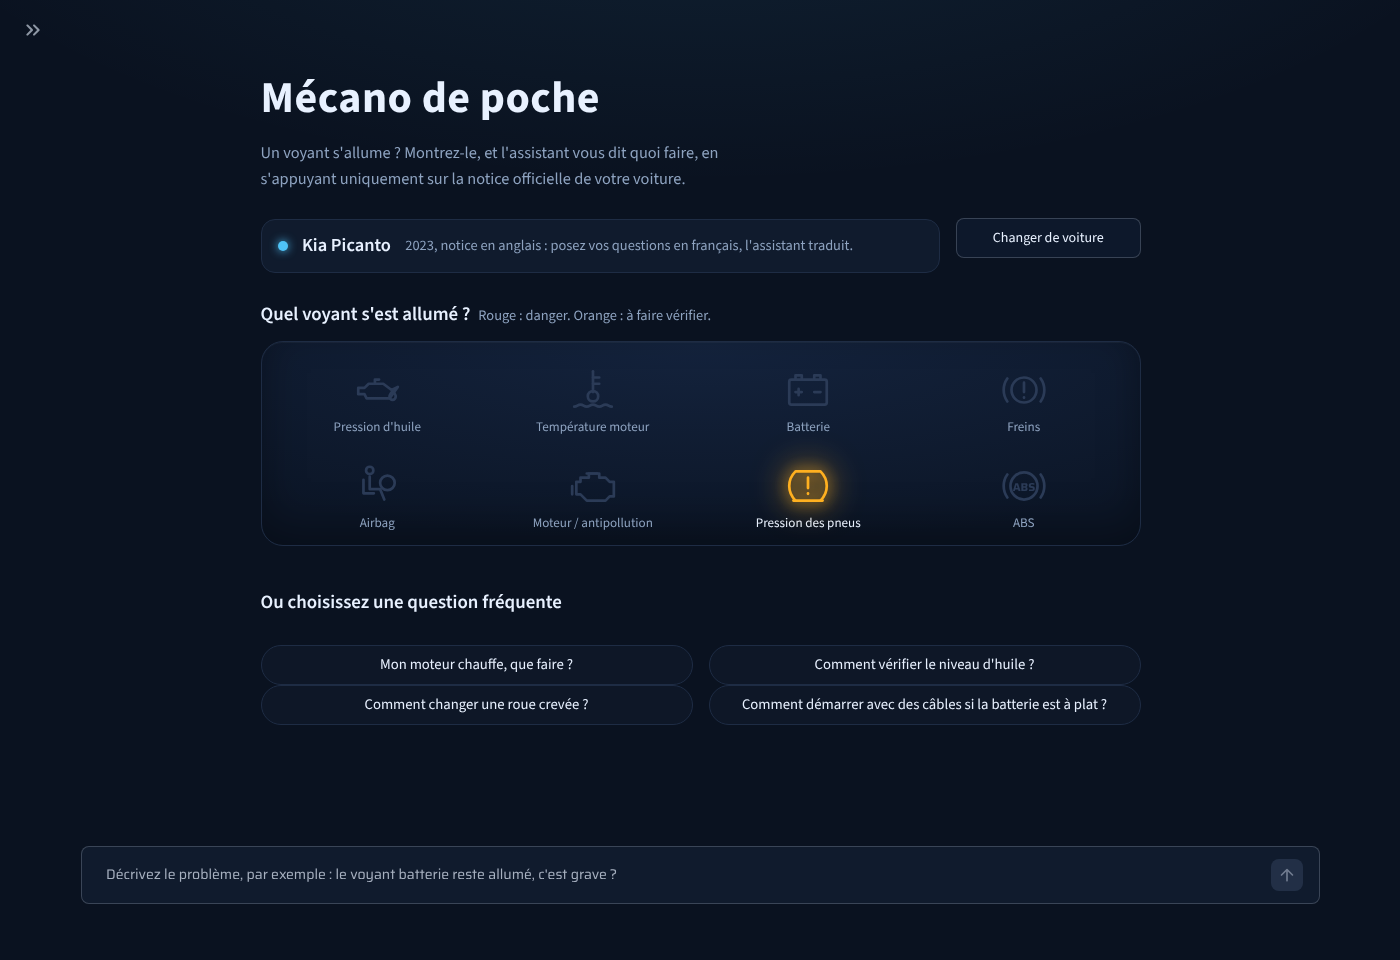 Mécano de poche
Un voyant s'allume ? Montrez-le, et l'assistant vous dit quoi faire, en
s'appuyant uniquement sur la notice officielle de votre voiture.
Kia Picanto 2023, notice en anglais : posez vos questions en français, l'assistant traduit.
Changer de voiture
Quel voyant s'est allumé ? Rouge : danger. Orange : à faire vérifier.
Pression d'huile
Température moteur
Batterie
Freins
ABS
Airbag
Moteur / antipollution
Pression des pneus
ABS
Ou choisissez une question fréquente
Mon moteur chauffe, que faire ?
Comment vérifier le niveau d'huile ?
Comment changer une roue crevée ?
Comment démarrer avec des câbles si la batterie est à plat ?
Décrivez le problème, par exemple : le voyant batterie reste allumé, c'est grave ?